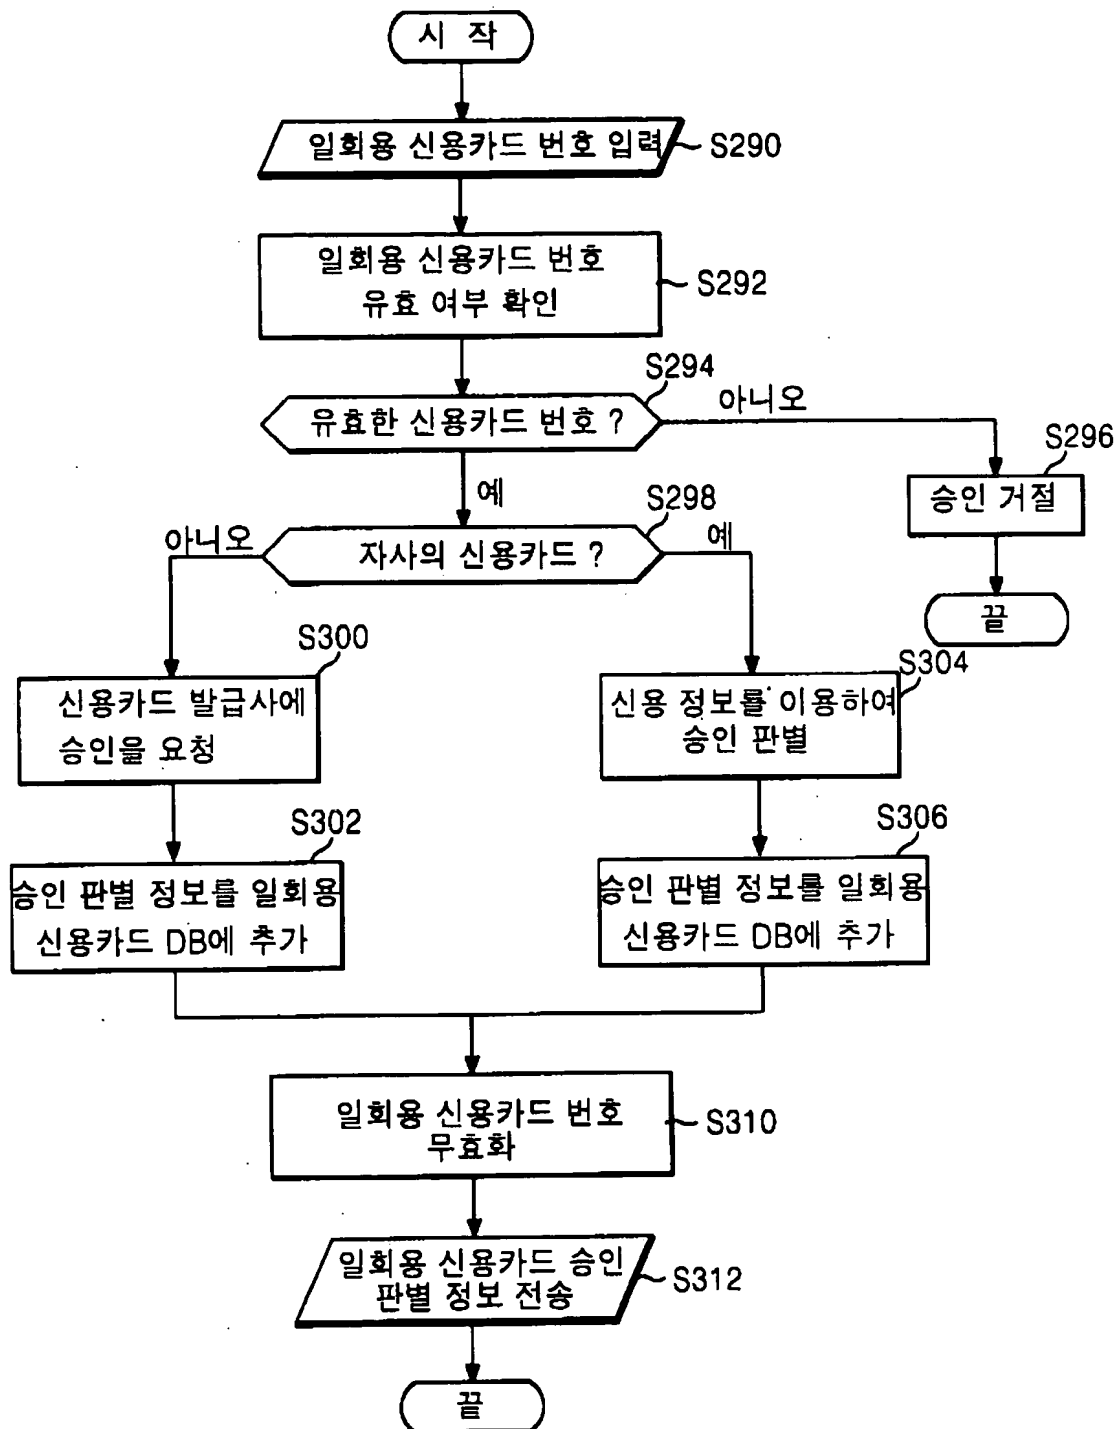 시 작
일회용 신용카드 번호 입력
S290
일회용 신용카드 번호
유효 여부 확인
S292
S294
유효한 신용카드 번호 ?
아니오
S296
승인 거절
끝
예
S298
아니오
자사의 신용카드 ?
예
S300
신용카드 발급사에
승인을 요청
S304
신용 정보를 이용하여
승인 판별
S302
승인 판별 정보를 일회용
신용카드 DB에 추가
S306
승인 판별 정보를 일회용
신용카드 DB에 추가
일회용 신용카드 번호
무효화
S310
일회용 신용카드 승인
판별 정보 전송
S312
끝